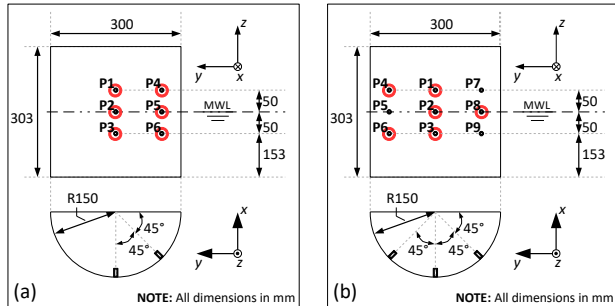 300
z
y
x
P1
P4
P2
P5
P3
P6
MWL
303
50
50
153
R150
45°
45°
x
y
z
(a)
NOTE: All dimensions in mm
300
z
y
x
P4
P1
P7
P5
P2
P8
P6
P3
P9
MWL
303
50
50
153
R150
45°
45°
x
y
z
(b)
NOTE: All dimensions in mm